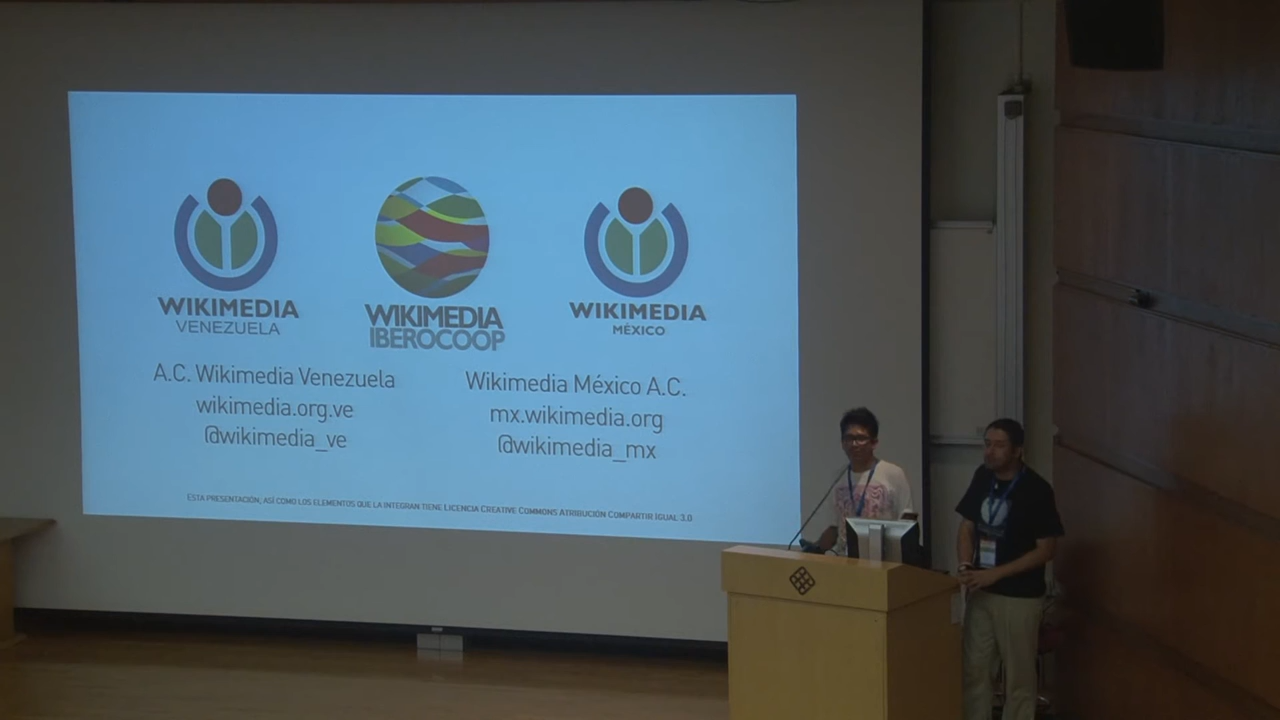 WIKIMEDIA
VENEZUELA
WIKIMEDIA
IBEROCOOP
WIKIMEDIA
MÉXICO
A.C. Wikimedia Venezuela
wikimedia.org.ve
@wikimedia_ve
Wikimedia México A.C.
mx.wikimedia.org
@wikimedia_mx
ESTA PRESENTACIÓN, ASÍ COMO LOS ELEMENTOS QUE LA INTEGRAN TIENE LICENCIA CREATIVE COMMONS ATRIBUCIÓN COMPARTIR IGUAL 3.0